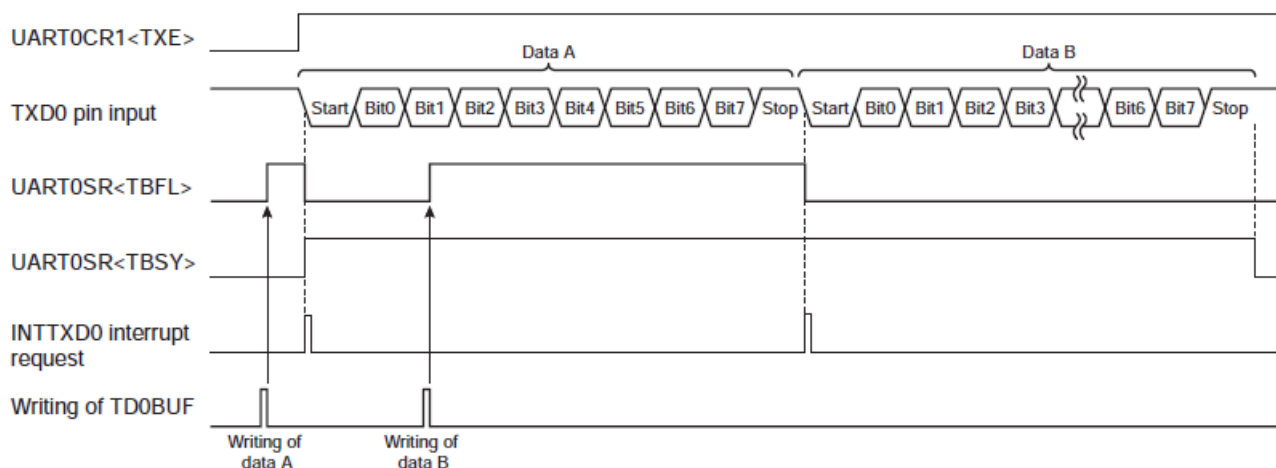 UART0CR1<TXE>
Data A
Data B
TXD0 pin input
Start Bit0 Bit1 Bit2 Bit3 Bit4 Bit5 Bit6 Bit7 Stop Start Bit0 Bit1 Bit2 Bit3 Bit6 Bit7 Stop
UART0SR<TBFL>
UART0SR<TBSY>
INTTXD0 interrupt
request
Writing of TD0BUF
Writing of
data A
Writing of
data B